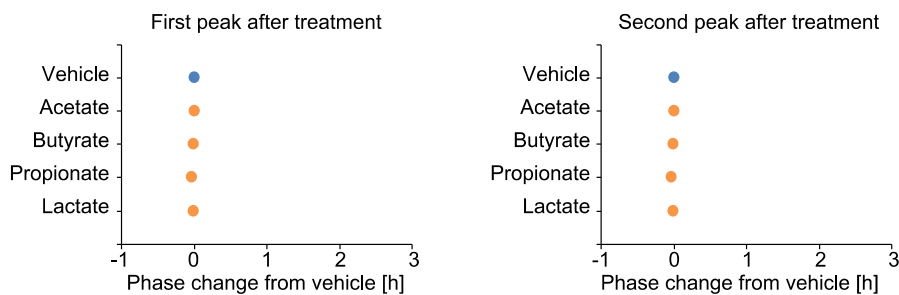 First peak after treatment
Vehicle
Acetate
Butyrate
Propionate
Lactate
-1 0 1 2 3
Phase change from vehicle [h]
Second peak after treatment
Vehicle
Acetate
Butyrate
Propionate
Lactate
-1 0 1 2 3
Phase change from vehicle [h]